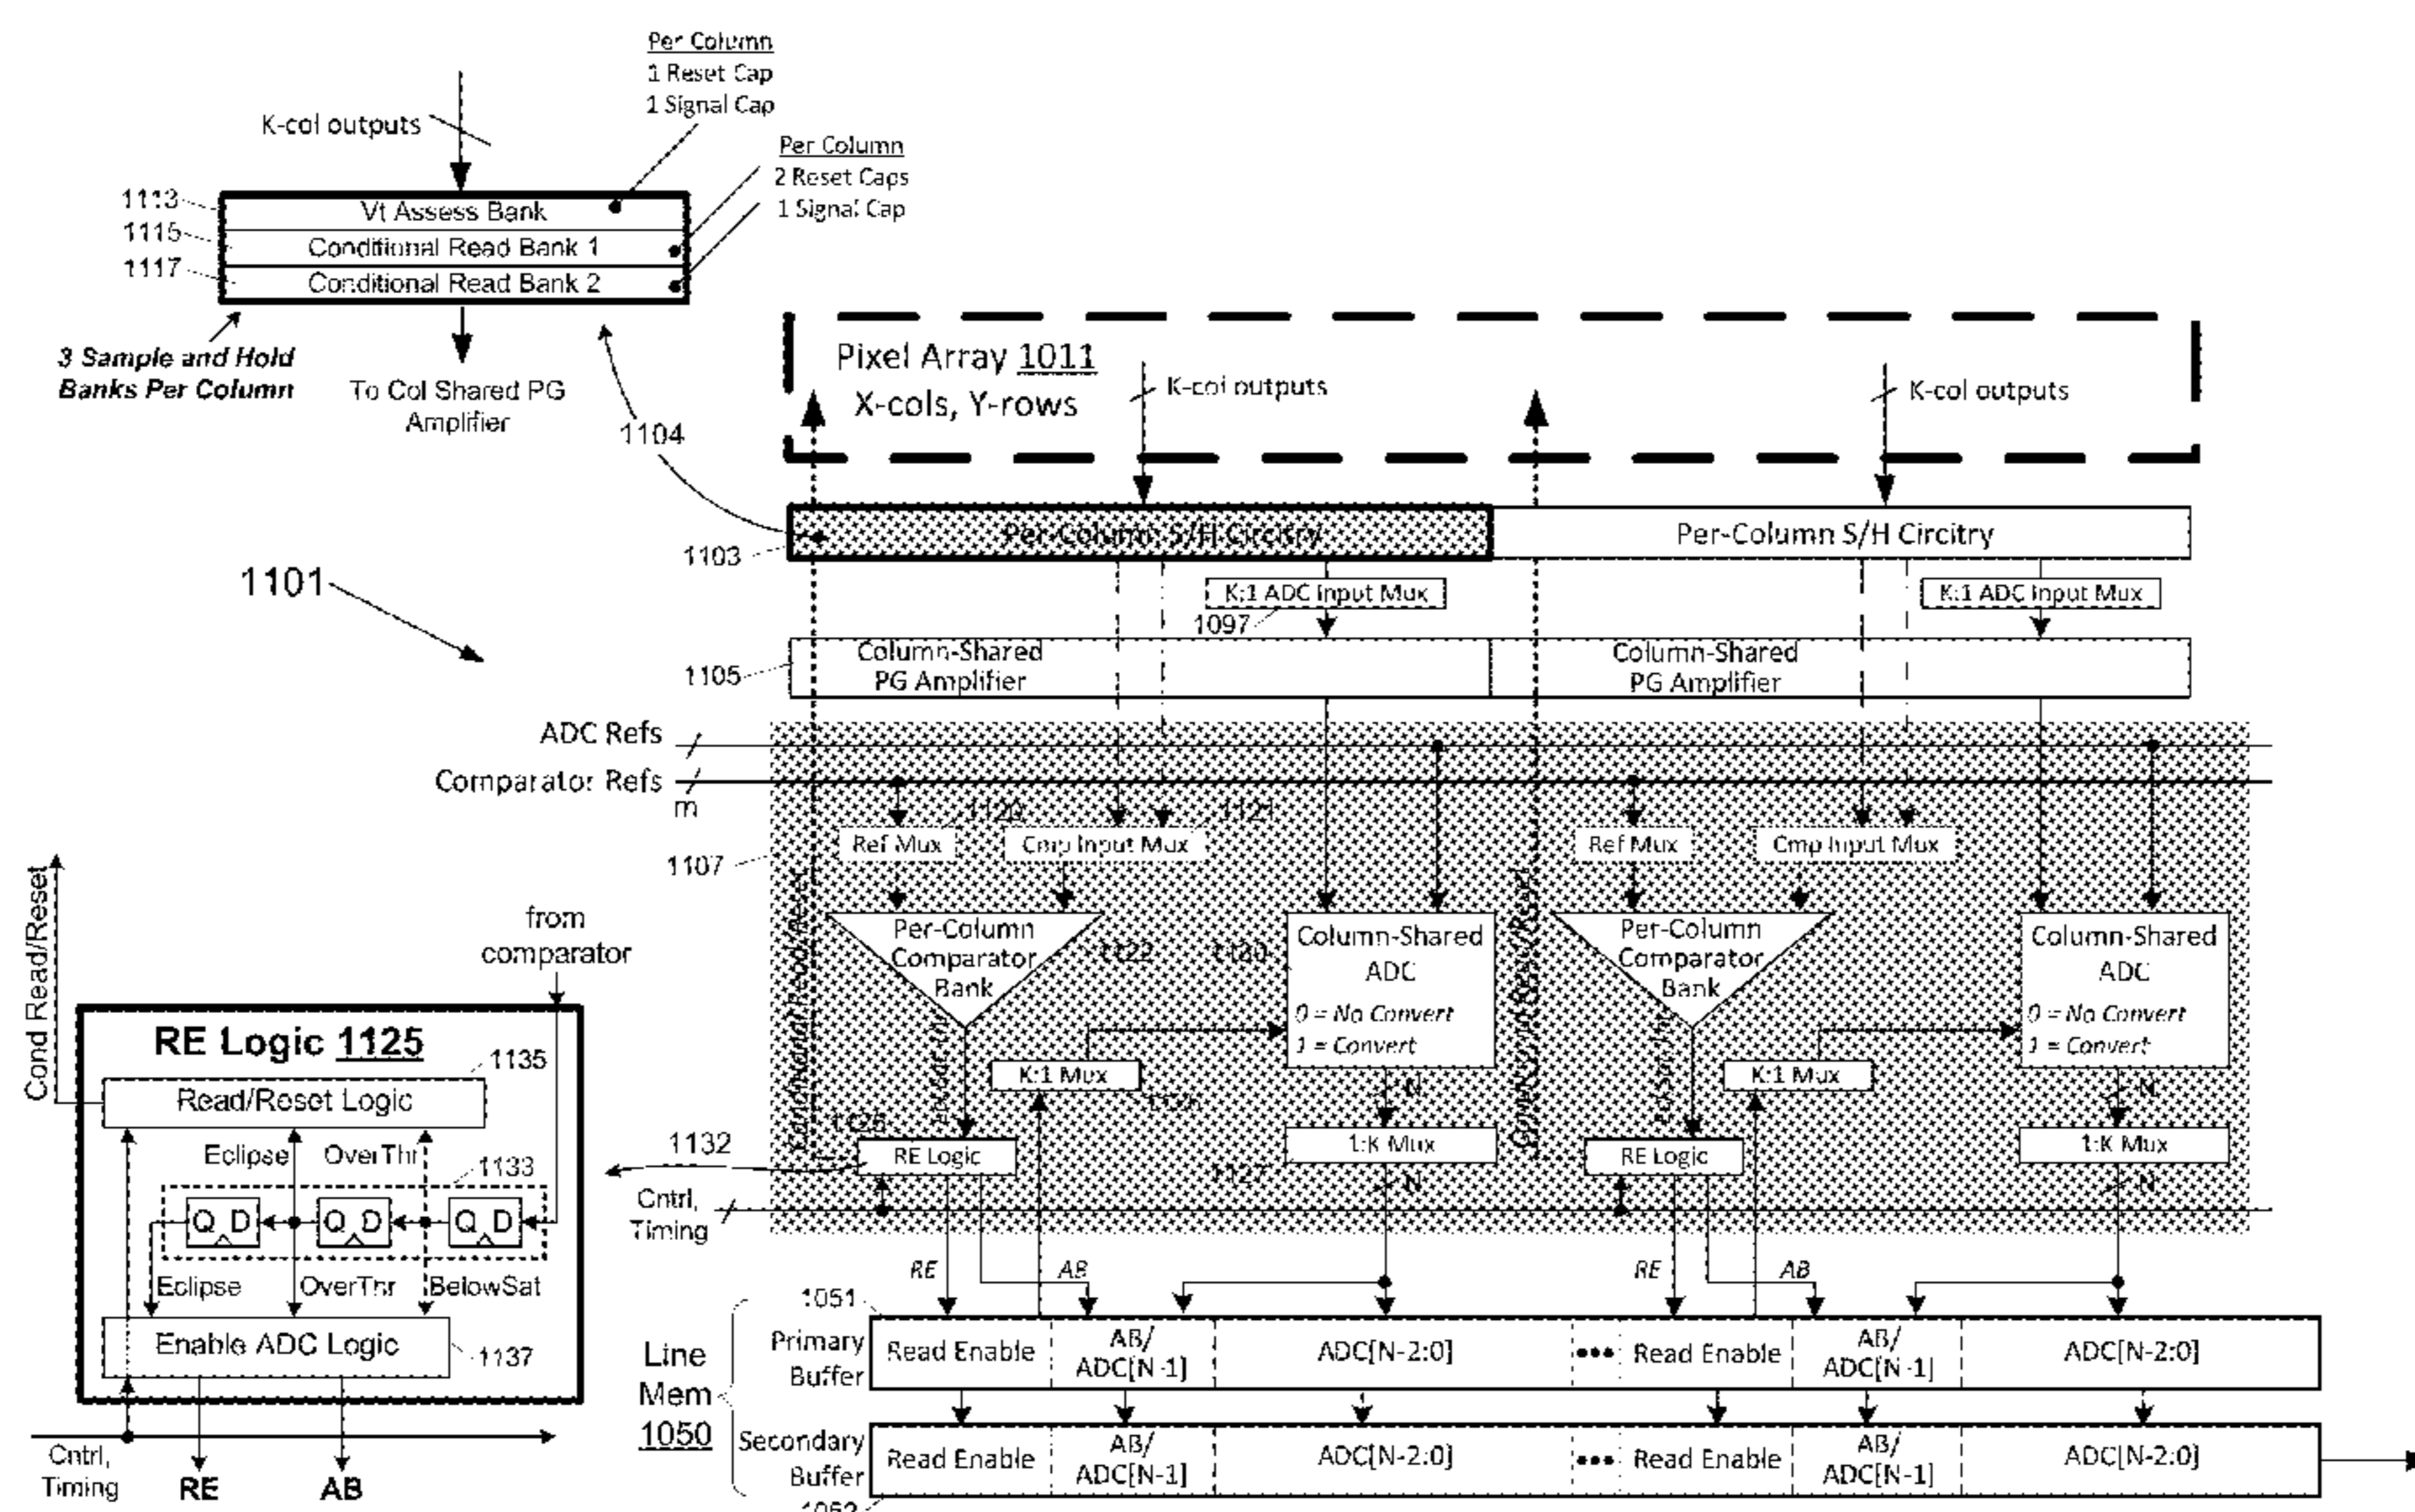 Per Column
1 Reset Cap
1 Signal Cap
K-col outputs
Per Column
2 Reset Caps
1 Signal Cap
1113
Vt Assess Bank
1115
Conditional Read Bank 1
1117
Conditional Read Bank 2
3 Sample and Hold
Banks Per Column
To Col Shared PG
Amplifier
1104
Pixel Array 1011
X-cols, Y-rows
K-col outputs
K-col outputs
Per-Column S/H Circitry
Per-Column S/H Circitry
1103
1101
K:1 ADC Input Mux
K:1 ADC Input Mux
1097
Column-Shared
PG Amplifier
Column-Shared
PG Amplifier
1105
ADC Refs
Comparator Refs
m
1120
1121
Ref Mux
Cmp Input Mux
Ref Mux
Cmp Input Mux
1107
Per-Column
Comparator
Bank
1122
1130
Column-Shared
ADC
0 = No Convert
1 = Convert
Per-Column
Comparator
Bank
Column-Shared
ADC
0 = No Convert
1 = Convert
Conditional Read/Reset
Conditional Read/Reset
K:1 Mux
N
K:1 Mux
N
1:K Mux
1:K Mux
1127
1132
RE Logic
RE Logic
N
N
Cntrl,
Timing
RE
AB
RE
AB
Cond Read/Reset
from
comparator
RE Logic 1125
1135
Read/Reset Logic
Eclipse
OverThr
1133
Q D
Q D
Q D
Eclipse
OverThr
BelowSat
Enable ADC Logic
1137
Cntrl,
Timing
RE
AB
Line
Mem
1050
1051
Primary
Buffer
Read Enable
AB/
ADC[N-1]
ADC[N-2:0]
•••
Read Enable
AB/
ADC[N-1]
ADC[N-2:0]
Secondary
Buffer
Read Enable
AB/
ADC[N-1]
ADC[N-2:0]
•••
Read Enable
AB/
ADC[N-1]
ADC[N-2:0]